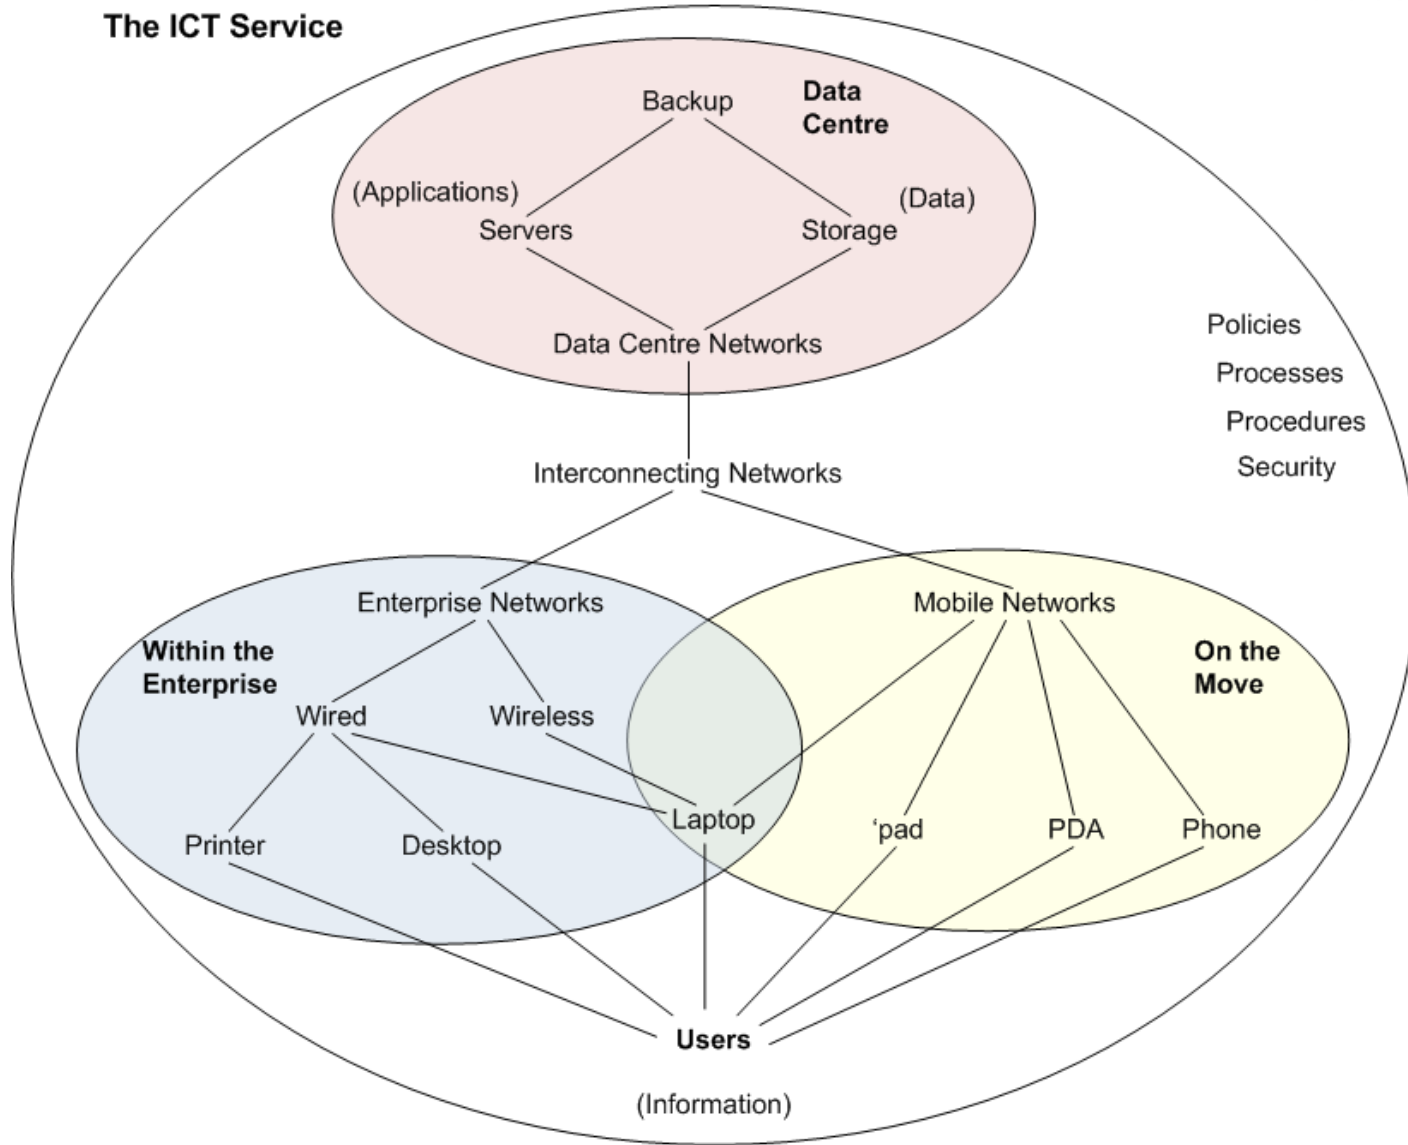 The ICT Service
Backup
Data
Centre
(Applications)
(Data)
Servers
Storage
Data Centre Networks
Policies
Processes
Procedures
Security
Interconnecting Networks
Enterprise Networks
Mobile Networks
Within the
Enterprise
On the
Move
Wired
Wireless
Laptop
‘pad
PDA
Phone
Printer
Desktop
Users
(Information)